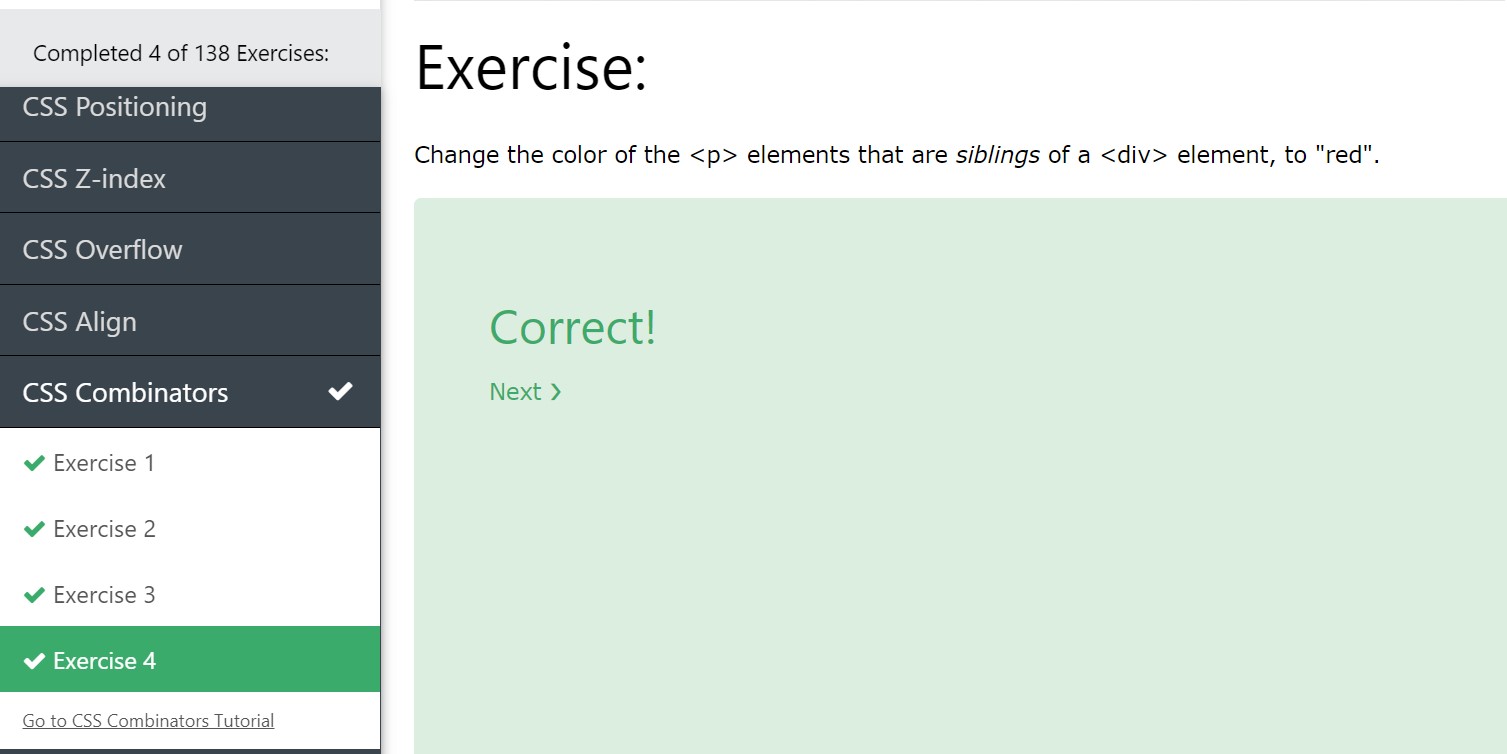 Completed 4 of 138 Exercises:
CSS Positioning
CSS Z-index
CSS Overflow
CSS Align
CSS Combinators
Exercise 1
Exercise 2
Exercise 3
Exercise 4
Go to CSS Combinators Tutorial
Exercise:
Change the color of the <p> elements that are siblings of a <div> element, to "red".
Correct!
Next ❯